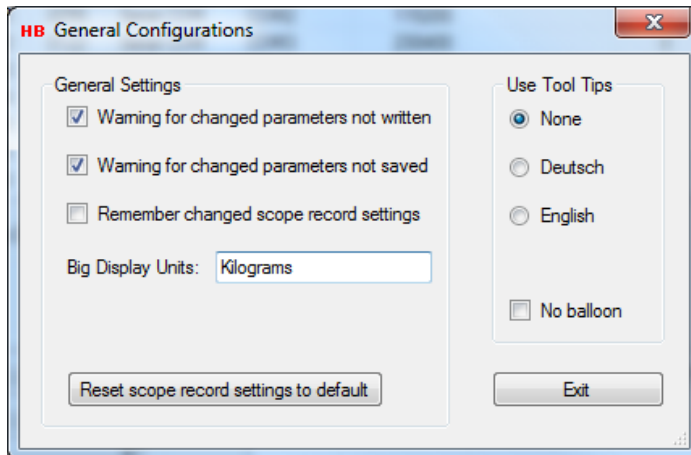 HB General Configurations
General Settings
Warning for changed parameters not written
Warning for changed parameters not saved
Remember changed scope record settings
Big Display Units: Kilograms
Reset scope record settings to default
Use Tool Tips
None
Deutsch
English
No balloon
Exit